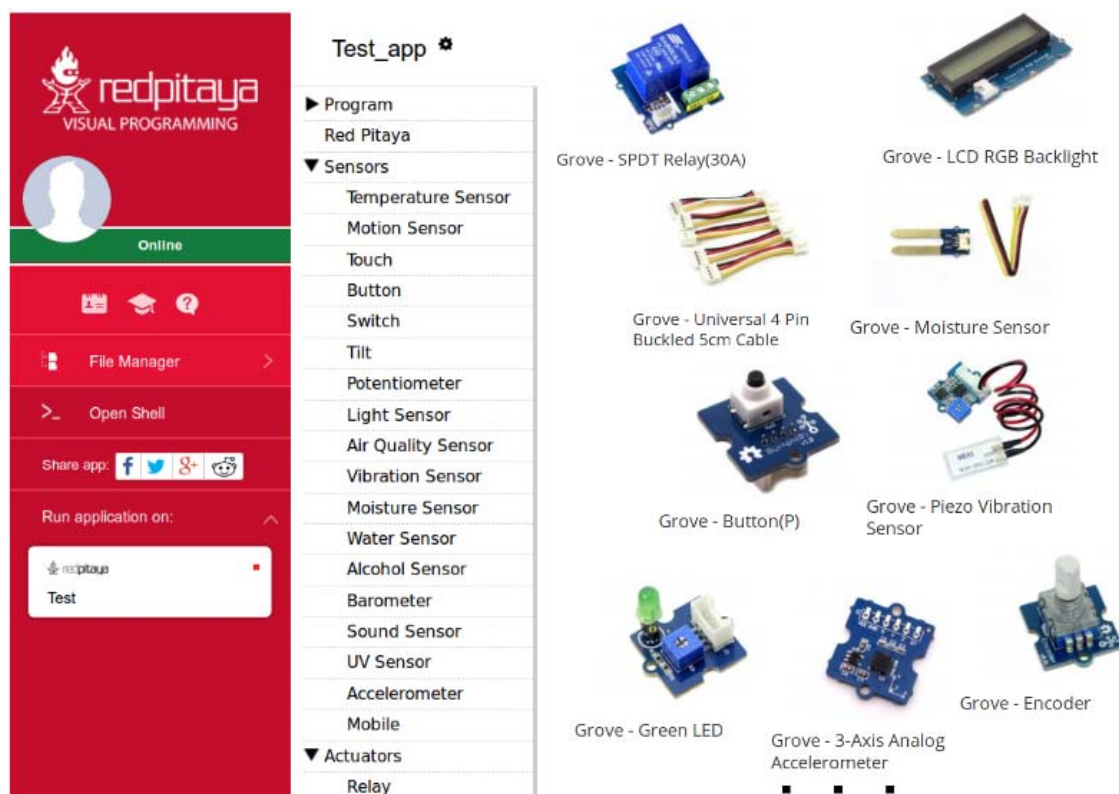 redpitaya
VISUAL PROGRAMMING
Online
File Manager
Open Shell
Share app:
Run application on:
redpitaya
Test
Test_app
Program
Red Pitaya
Sensors
Temperature Sensor
Motion Sensor
Touch
Button
Switch
Tilt
Potentiometer
Light Sensor
Air Quality Sensor
Vibration Sensor
Moisture Sensor
Water Sensor
Alcohol Sensor
Barometer
Sound Sensor
UV Sensor
Accelerometer
Mobile
Actuators
Relay
Grove - SPDT Relay(30A)
Grove - LCD RGB Backlight
Grove - Universal 4 Pin
Buckled 5cm Cable
Grove - Moisture Sensor
Grove - Button(P)
Grove - Piezo Vibration
Sensor
Grove - Green LED
Grove - 3-Axis Analog
Accelerometer
Grove - Encoder